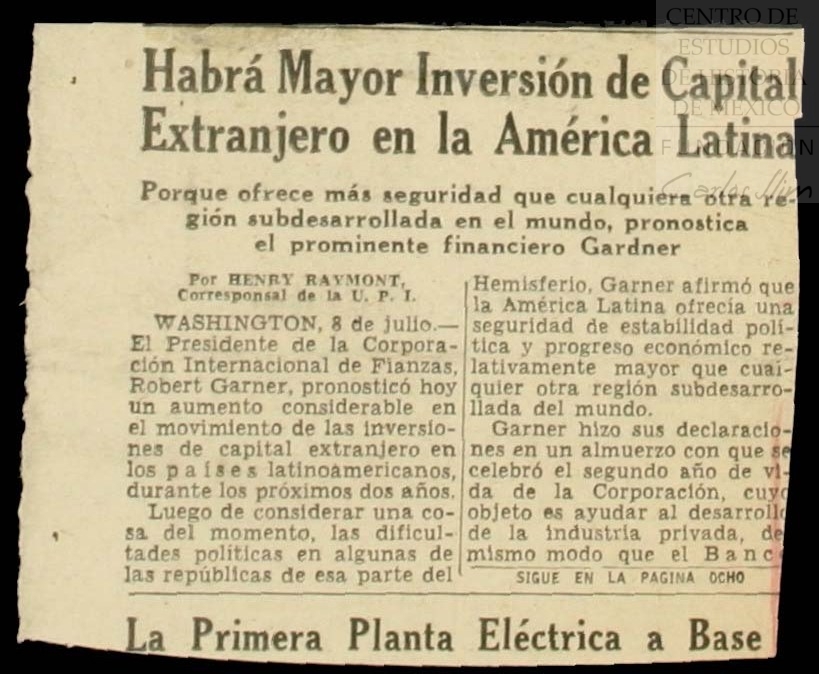 CENTRO DE
ESTUDIOS
DE HISTORIA
DE MÉXICO
FUNDACIÓN
Carlos Slim
Habrá Mayor Inversión de Capital
Extranjero en la América Latina
Porque ofrece más seguridad que cualquiera otra re-
gión subdesarrollada en el mundo, pronostica
el prominente financiero Gardner
Por HENRY RAYMONT,
Corresponsal de la U. P. I.
WASHINGTON, 8 de julio.—
El Presidente de la Corpora-
ción Internacional de Fianzas,
Robert Garner, pronosticó hoy
un aumento considerable en
el movimiento de las inversio-
nes de capital extranjero en
los países latinoamericanos,
durante los próximos dos años.
Luego de considerar una co-
sa del momento, las dificul-
tades políticas en algunas de
las repúblicas de esa parte del
Hemisferio, Garner afirmó que
la América Latina ofrecía una
seguridad de estabilidad polí-
tica y progreso económico re-
lativamente mayor que cual-
quier otra región subdesarro-
llada del mundo.
Garner hizo sus declaracio-
nes en un almuerzo con que se
celebró el segundo año de vi-
da de la Corporación, cuyo
objeto es ayudar al desarrollo
de la industria privada, de
mismo modo que el Banc
SIGUE EN LA PAGINA OCHO
La Primera Planta Eléctrica a Base